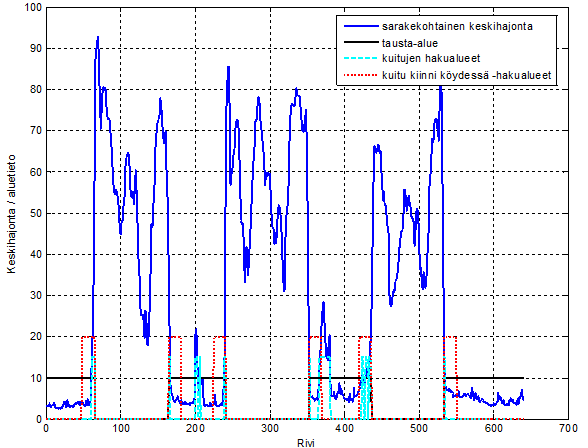 100
90
80
70
60
50
40
30
20
10
0
Keskihajonta / aluetieto
sarakekohtainen keskihajonta
tausta-alue
kuitujen hakualueet
kuitu kiinni köydessä -hakualueet
0 100 200 300 400 500 600 700
Rivi